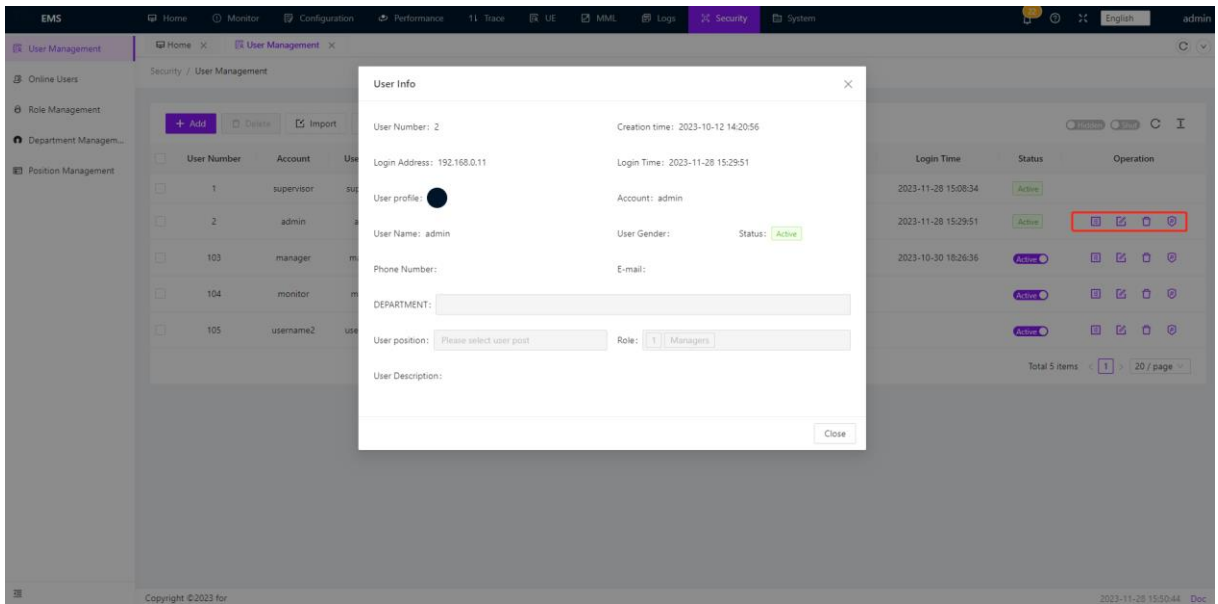 EMS Home Monitor Configuration Performance Trace UE MML Logs Security System 22 English admin
User Management Home User Management
Security / User Management
Online Users
Role Management
Department Managem...
Position Management
Add Delete Import
User Number Account Use Login Time Status Operation
1 supervisor sup 2023-11-28 15:08:34 Active
2 admin a 2023-11-28 15:29:51 Active
103 manager ma 2023-10-30 18:26:36 Active
104 monitor m Active
105 username2 use Active
Total 5 items 1 20 / page
User Info
User Number: 2 Creation time: 2023-10-12 14:20:56
Login Address: 192.168.0.11 Login Time: 2023-11-28 15:29:51
User profile: Account: admin
User Name: admin User Gender: Status: Active
Phone Number: E-mail:
DEPARTMENT:
User position: Please select user post Role: 1 Managers
User Description:
Close
Copyright ©2023 for 2023-11-28 15:50:44 Doc